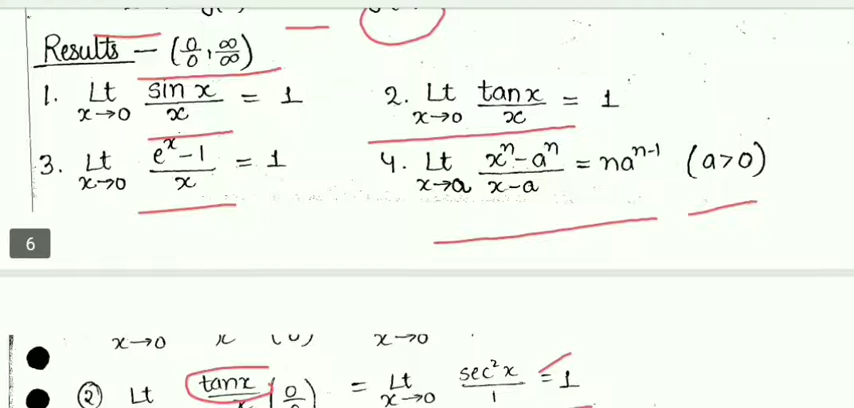 Results - (0/0, ∞/∞)
1. Lt x→0 sin x / x = 1    2. Lt x→0 tan x / x = 1
3. Lt x→0 (e^x - 1) / x = 1    4. Lt x→a (x^n - a^n) / (x - a) = na^(n-1) (a>0)
6
x→0    x→0
② Lt tan x / x (0/0) = Lt x→0 sec²x / 1 = 1